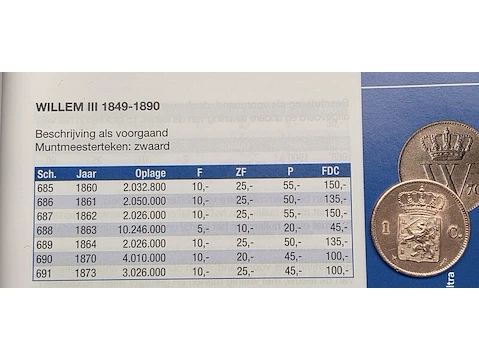 WILLEM III 1849-1890
Beschrijving als voorgaand
Muntmeesterteken: zwaard
Sch. Jaar Oplage F ZF P FDC
685 1860 2.032.800 10,- 25,- 55,- 150,-
686 1861 2.050.000 10,- 25,- 50,- 135,-
687 1862 2.026.000 10,- 25,- 55,- 150,-
688 1863 10.246.000 5,- 10,- 20,- 45,-
689 1864 2.026.000 10,- 25,- 50,- 135,-
690 1870 4.010.000 10,- 20,- 45,- 100,-
691 1873 3.026.000 10,- 25,- 45,- 100,-
W
1 C.
ltra